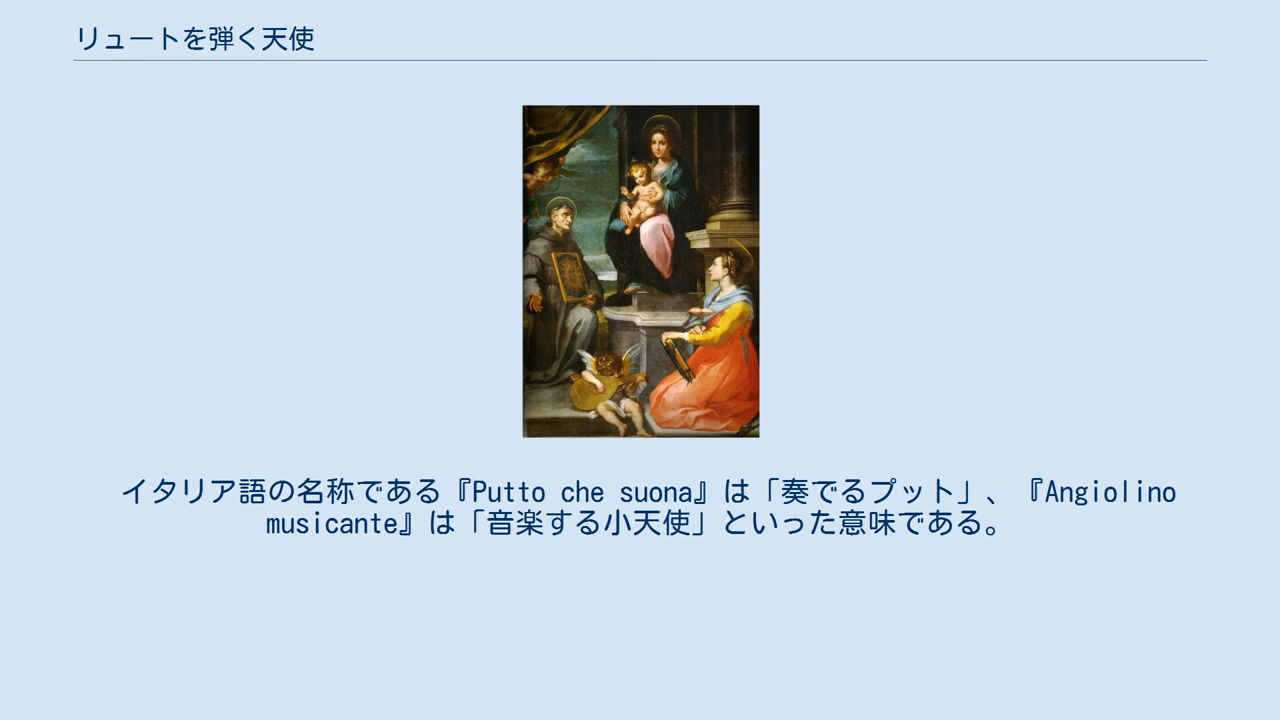 リュートを弾く天使
イタリア語の名称である『Putto che suona』は「奏でるプット」、『Angiolino
musicante』は「音楽する小天使」といった意味である。